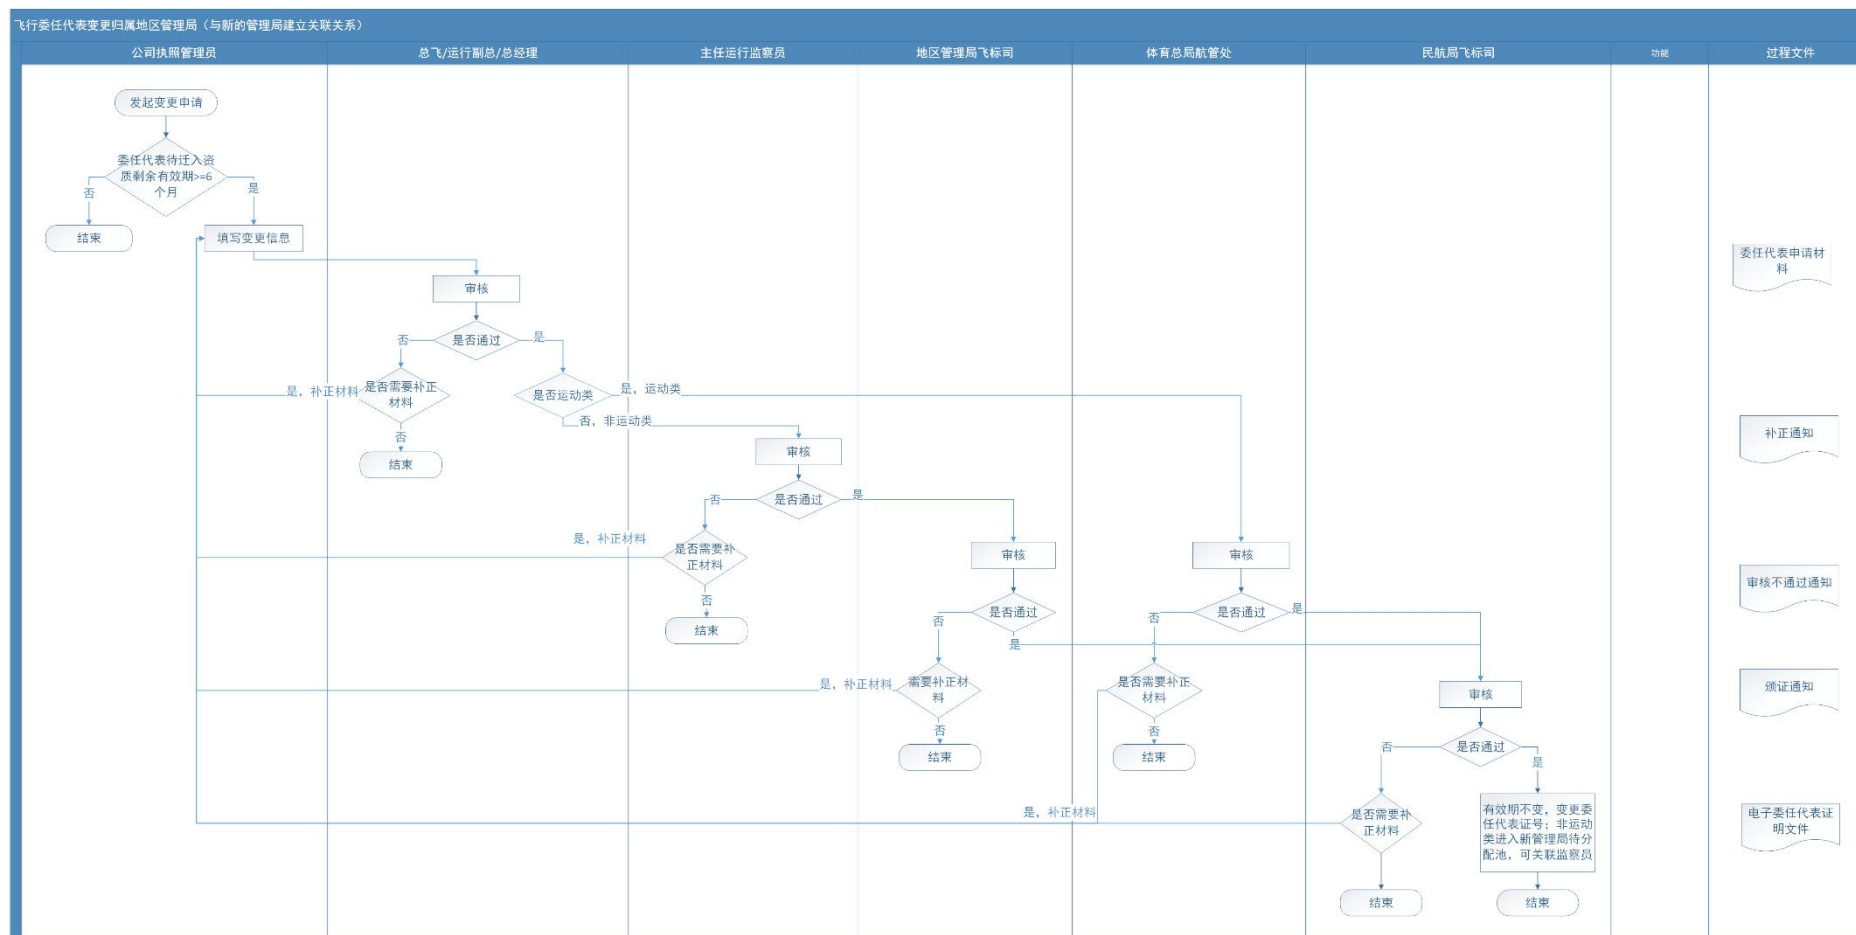 飞行委任代表变更归属地区管理局（与新的管理局建立关联关系）
公司执照管理员
总飞/运行副总/总经理
主任运行监察员
地区管理局飞标司
体育总局航管处
民航局飞标司
功能
过程文件
发起变更申请
委任代表待迁入资
质剩余有效期>=6
个月
否
是
结束
填写变更信息
委任代表申请材
料
审核
是否通过
否
是
是，补正材料
是否需要补正
材料
是否运动类
是，运动类
否，非运动类
否
结束
补正通知
审核
是否通过
否
是
是，补正材料
是否需要补
正材料
否
结束
审核
审核
审核不通过通知
是否通过
否
是
是否通过
否
是
是，补正材料
需要补正材
料
否
结束
是否需要补正
材料
否
结束
是，补正材料
审核
颁证通知
是否通过
否
是
是否需要补
正材料
有效期不变，变更委
任代表证号；非运动
类进入新管理局待分
配池，可关联监察员
电子委任代表证
明文件
结束
结束